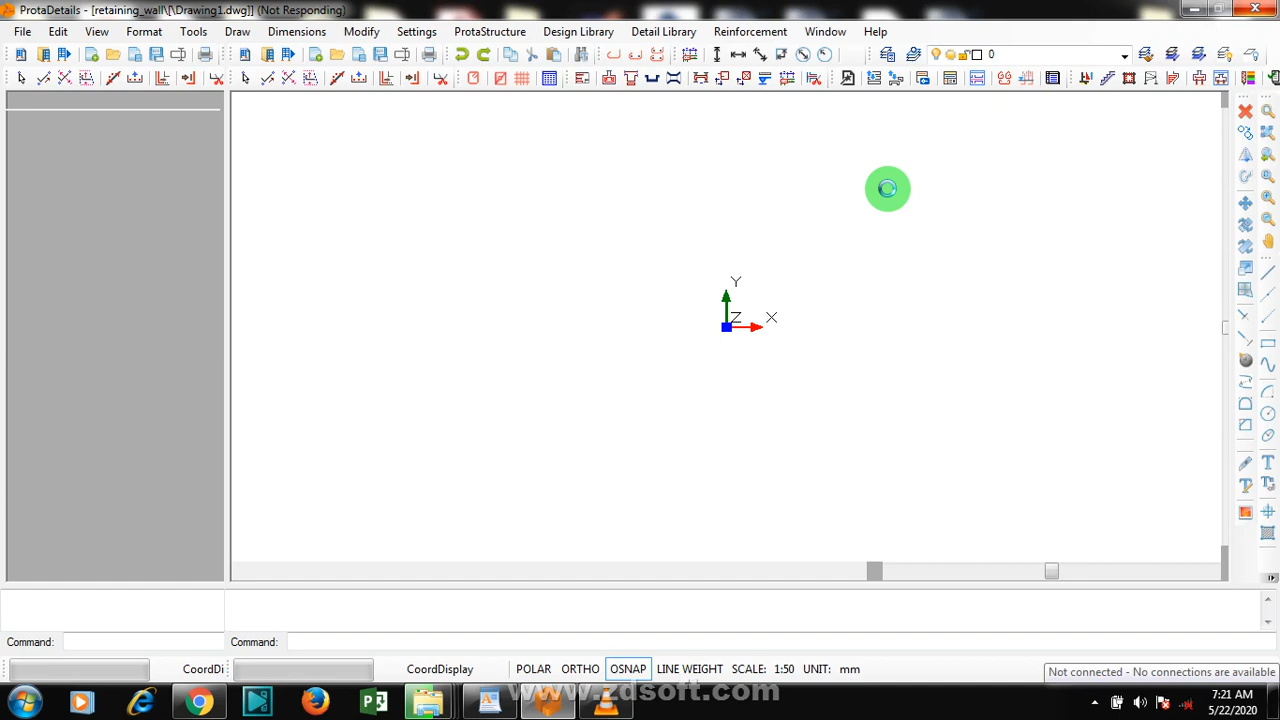 ProtaDetails - [retaining_wall\[\Drawing1.dwg]] (Not Responding)
File Edit View Format Tools Draw Dimensions Modify Settings ProtaStructure Design Library Detail Library Reinforcement Window Help
0
Y
Z X
Command: Command:
CoordDi CoordDisplay POLAR ORTHO OSNAP LINE WEIGHT SCALE: 1:50 UNIT: mm
Not connected - No connections are available
www.zdsoft.com
7:21 AM
5/22/2020